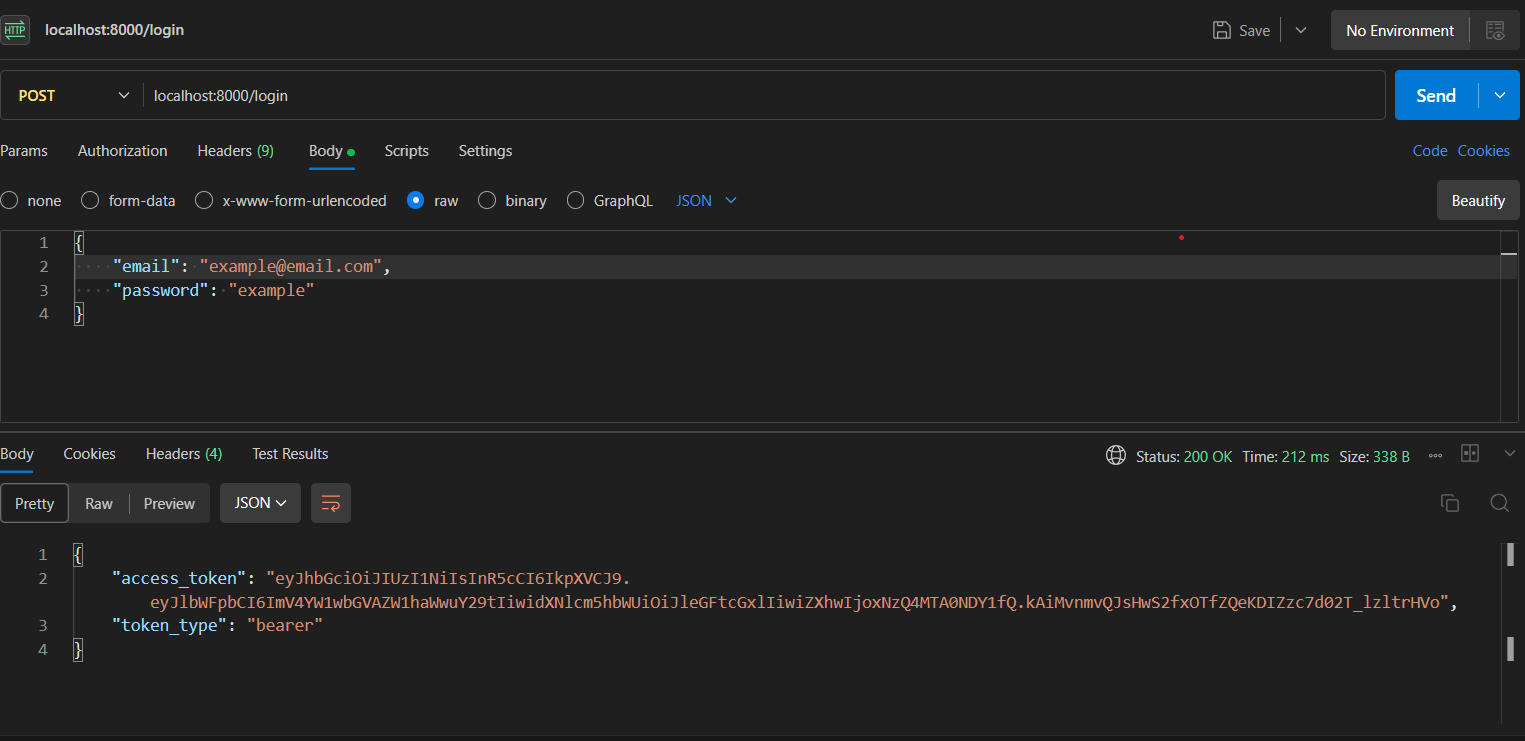 HTTP localhost:8000/login Save No Environment
POST localhost:8000/login Send
Params Authorization Headers (9) Body Scripts Settings Code Cookies
none form-data x-www-form-urlencoded raw binary GraphQL JSON Beautify
1 {
2 "email": "example@email.com",
3 "password": "example"
4 }
Body Cookies Headers (4) Test Results Status: 200 OK Time: 212 ms Size: 338 B
Pretty Raw Preview JSON
1 {
2 "access_token": "eyJhbGciOiJIUzI1NiIsInR5cCI6IkpXVCJ9.
eyJlbWFpbCI6ImV4YW1wbGVAZW1haWwuY29tIiwidXNlcm5hbWUiOiJleGFtcGxlIiwiZXhwIjoxNzQ4MTA0NDY1fQ.kAiMvnmvQJsHwS2fxOTfZQeKDIZzc7d02T_lzltrHVo",
3 "token_type": "bearer"
4 }